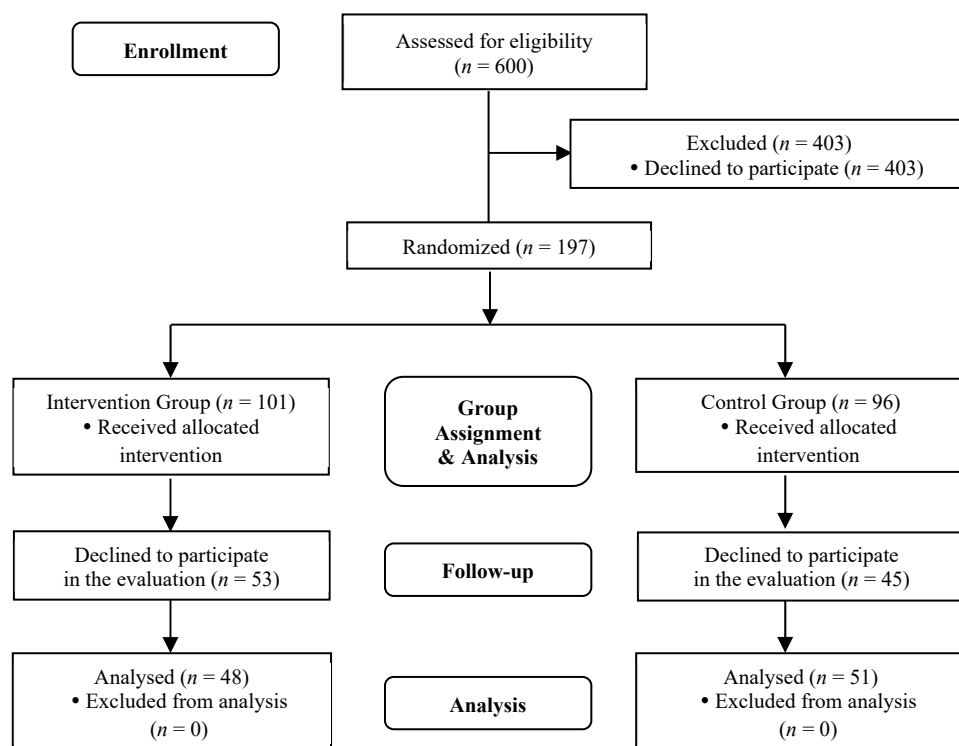 Enrollment
Assessed for eligibility
(n = 600)
Excluded (n = 403)
• Declined to participate (n = 403)
Randomized (n = 197)
Intervention Group (n = 101)
• Received allocated
intervention
Group
Assignment
& Analysis
Control Group (n = 96)
• Received allocated
intervention
Declined to participate
in the evaluation (n = 53)
Follow-up
Declined to participate
in the evaluation (n = 45)
Analysed (n = 48)
• Excluded from analysis
(n = 0)
Analysis
Analysed (n = 51)
• Excluded from analysis
(n = 0)